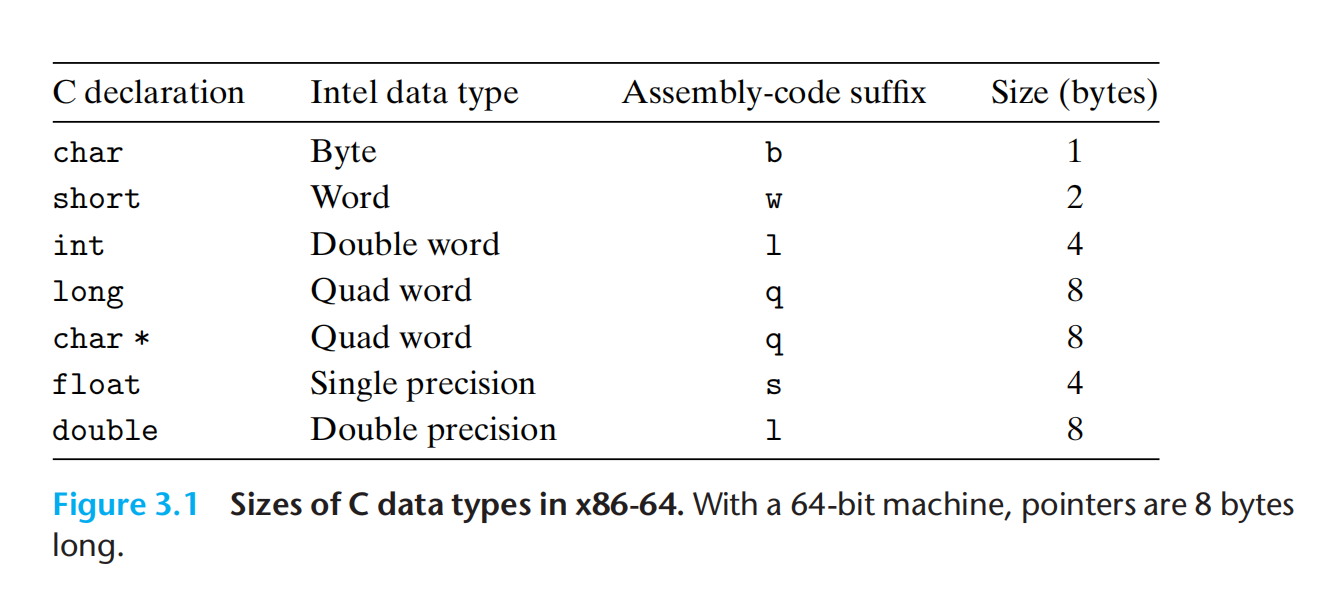 C declaration Intel data type Assembly-code suffix Size (bytes)
char Byte b 1
short Word w 2
int Double word l 4
long Quad word q 8
char * Quad word q 8
float Single precision s 4
double Double precision l 8
Figure 3.1 Sizes of C data types in x86-64. With a 64-bit machine, pointers are 8 bytes
long.